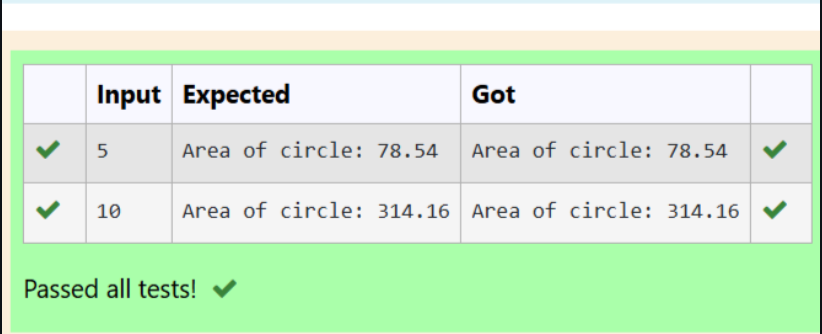 Input Expected Got
5 Area of circle: 78.54 Area of circle: 78.54
10 Area of circle: 314.16 Area of circle: 314.16
Passed all tests!